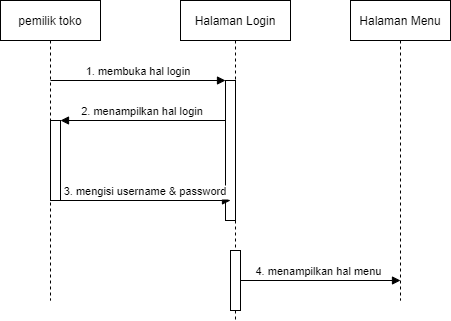 pemilik toko
Halaman Login
Halaman Menu
1. membuka hal login
2. menampilkan hal login
3. mengisi username & password
4. menampilkan hal menu